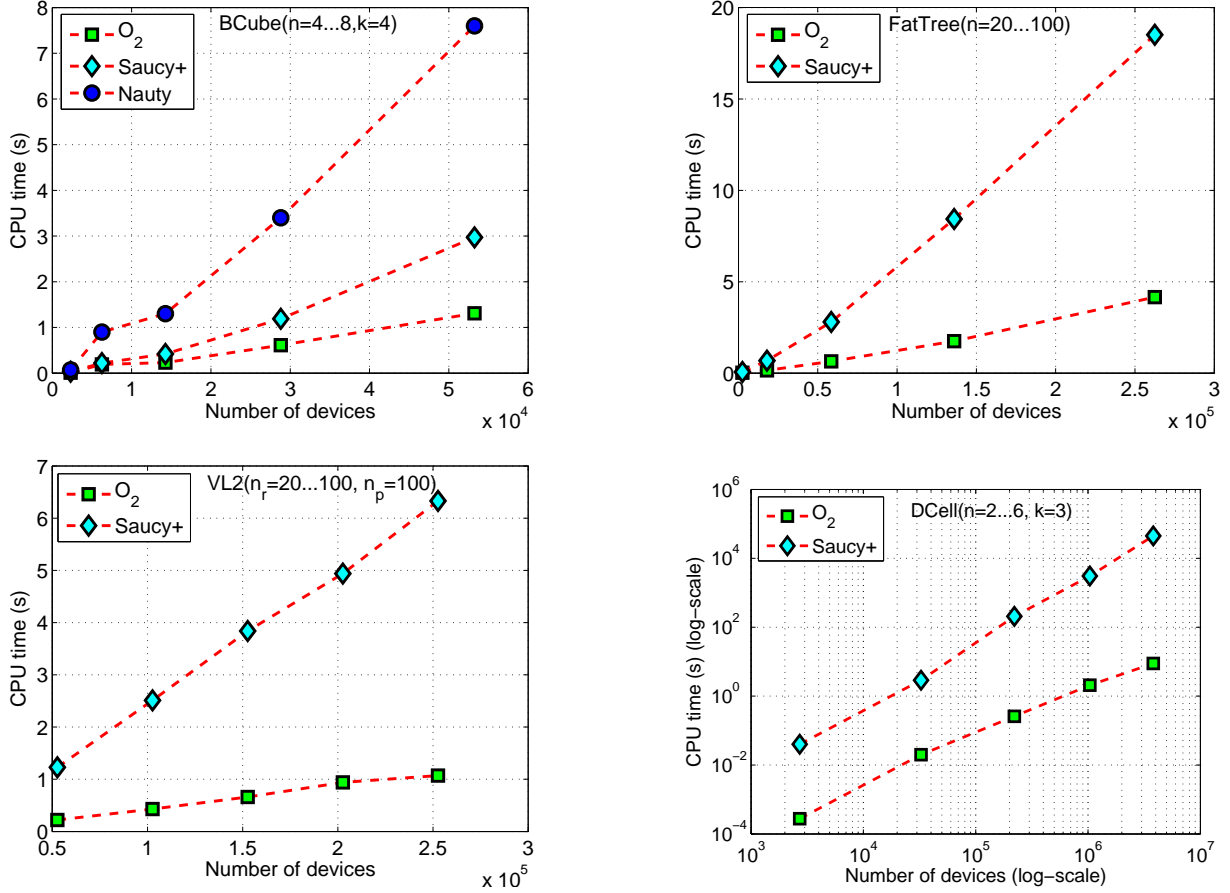 BCube(n=4...8,k=4)
O2
Saucy+
Nauty
CPU time (s)
8
7
6
5
4
3
2
1
0
0 1 2 3 4 5 6
Number of devices
x 10^4
FatTree(n=20...100)
O2
Saucy+
CPU time (s)
20
15
10
5
0
0 0.5 1 1.5 2 2.5 3
Number of devices
x 10^5
VL2(n_r=20...100, n_p=100)
O2
Saucy+
CPU time (s)
7
6
5
4
3
2
1
0
0.5 1 1.5 2 2.5 3
Number of devices
x 10^5
DCell(n=2...6, k=3)
O2
Saucy+
CPU time (s) (log−scale)
10^6
10^4
10^2
10^0
10^−2
10^−4
10^3 10^4 10^5 10^6 10^7
Number of devices (log−scale)